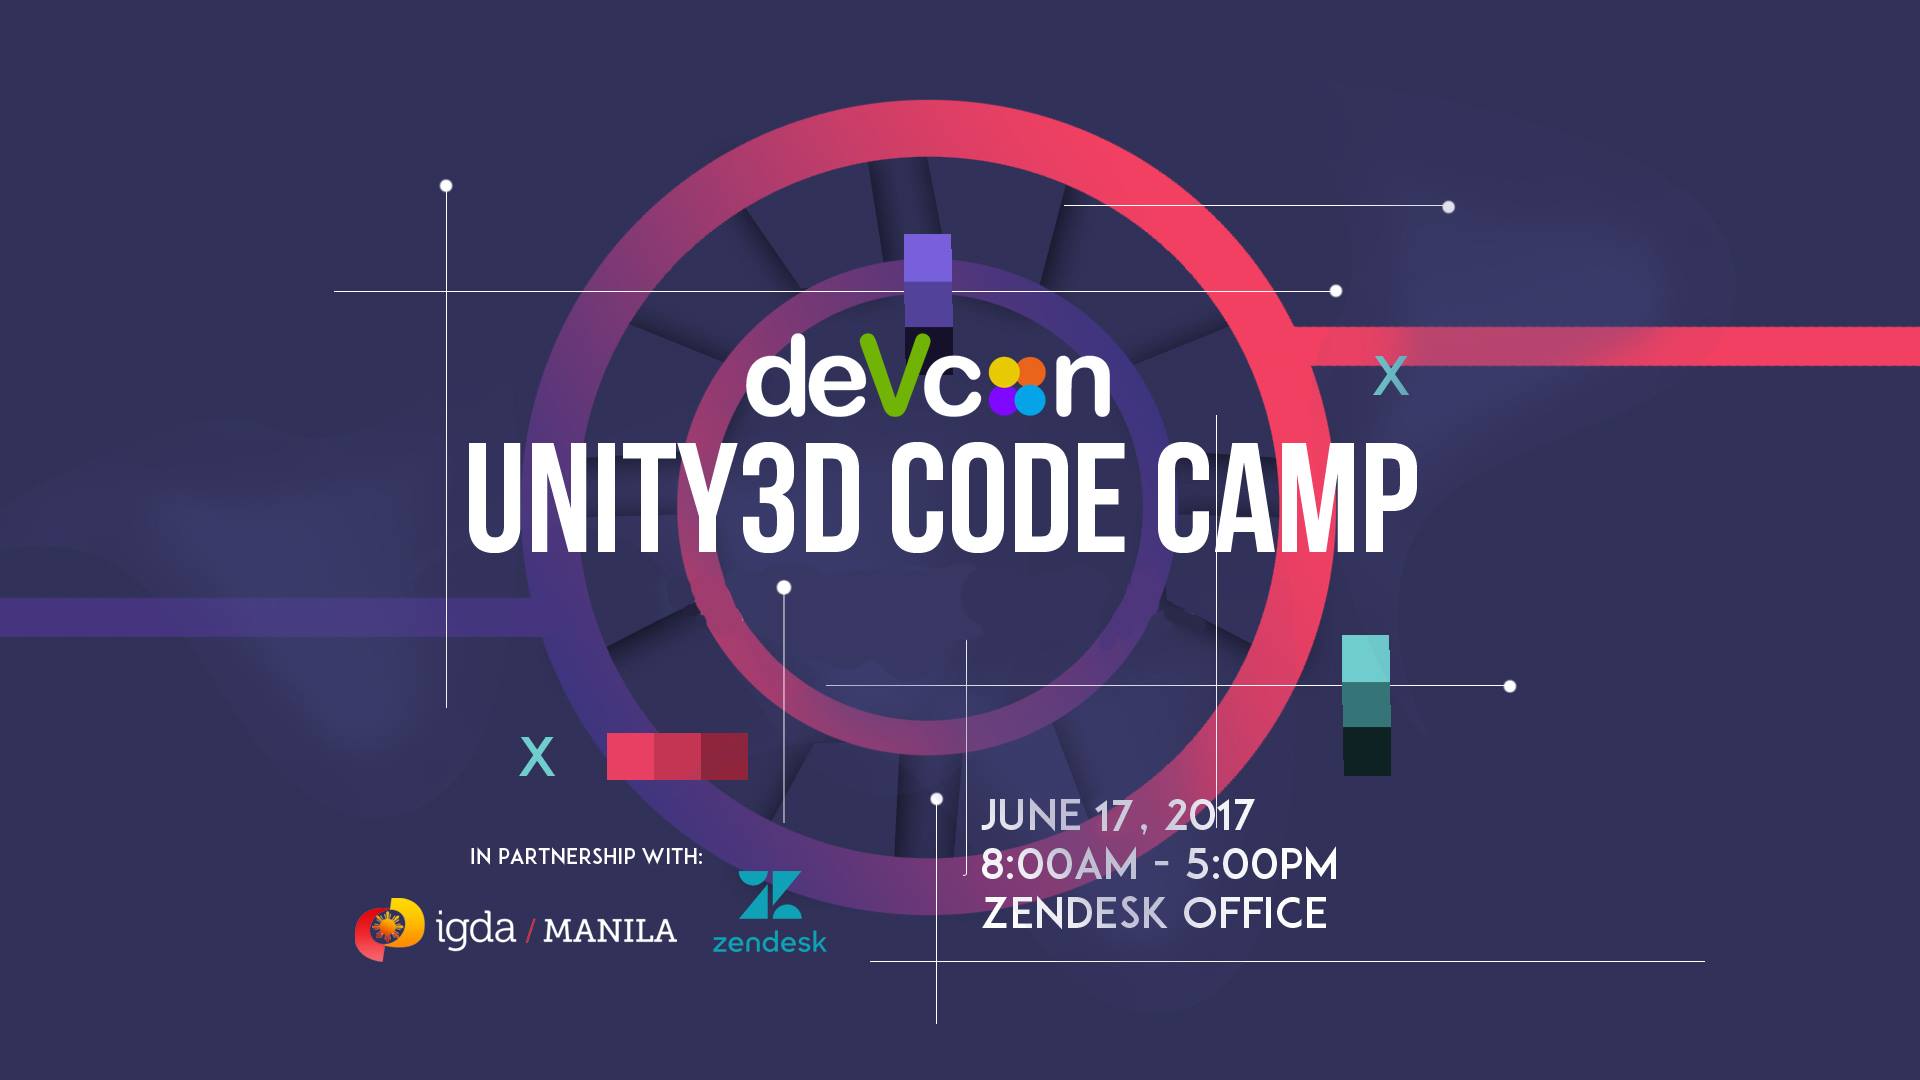 devcon
UNITY3D CODE CAMP
X
X
JUNE 17, 2017
8:00AM - 5:00PM
ZENDESK OFFICE
IN PARTNERSHIP WITH:
igda / MANILA
zendesk